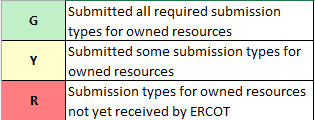 G
Submitted all required submission
types for owned resources
Y
Submitted some submission types for
owned resources
R
Submission types for owned resources
not yet received by ERCOT